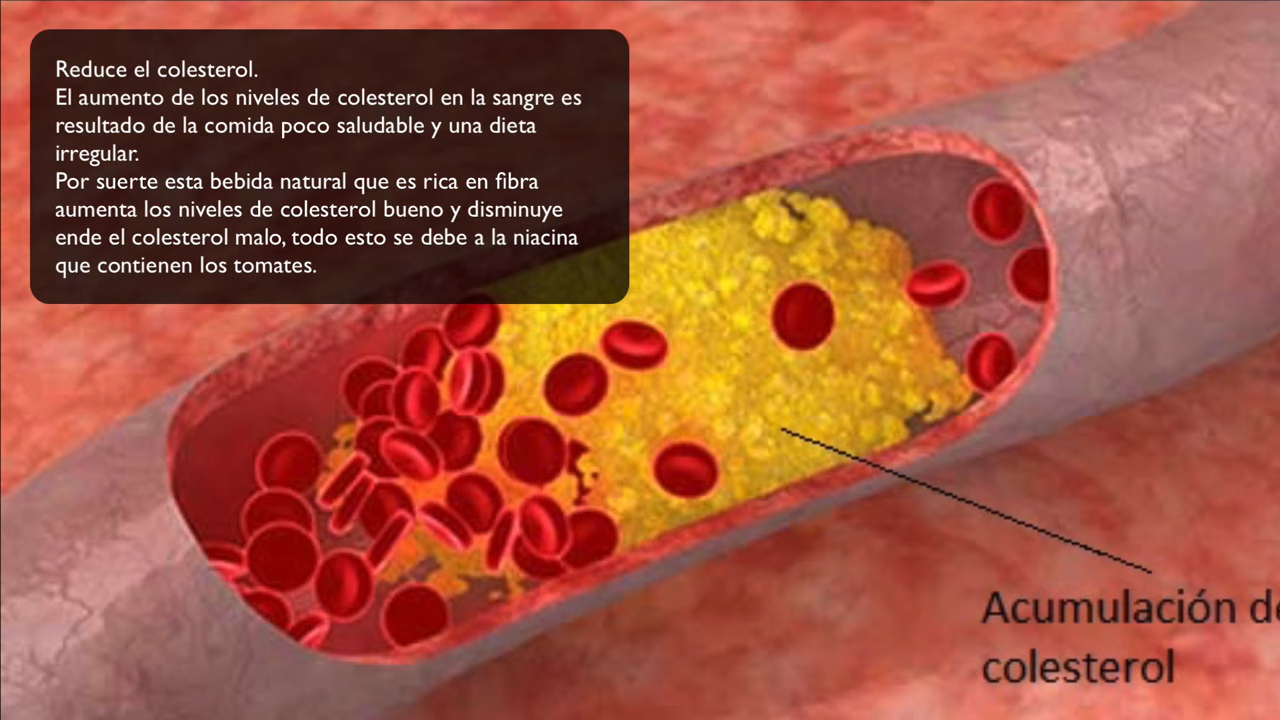 Reduce el colesterol.
El aumento de los niveles de colesterol en la sangre es
resultado de la comida poco saludable y una dieta
irregular.
Por suerte esta bebida natural que es rica en fibra
aumenta los niveles de colesterol bueno y disminuye
ende el colesterol malo, todo esto se debe a la niacina
que contienen los tomates.
Acumulación de
colesterol